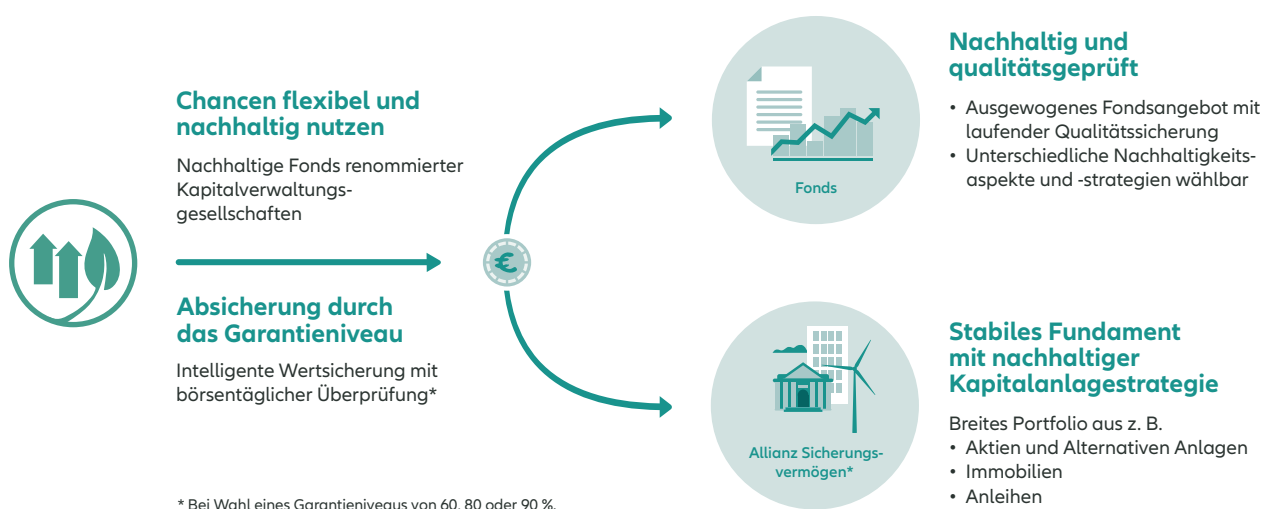 Chancen flexibel und
nachhaltig nutzen
Nachhaltige Fonds renommierter
Kapitalverwaltungs-
gesellschaften
Absicherung durch
das Garantieniveau
Intelligente Wertsicherung mit
börsentäglicher Überprüfung*
€
Fonds
Nachhaltig und
qualitätsgeprüft
• Ausgewogenes Fondsangebot mit
laufender Qualitätssicherung
• Unterschiedliche Nachhaltigkeits-
aspekte und -strategien wählbar
Allianz Sicherungs-
vermögen*
Stabiles Fundament
mit nachhaltiger
Kapitalanlagestrategie
Breites Portfolio aus z. B.
• Aktien und Alternativen Anlagen
• Immobilien
• Anleihen
* Bei Wahl eines Garantieniveaus von 60, 80 oder 90 %.